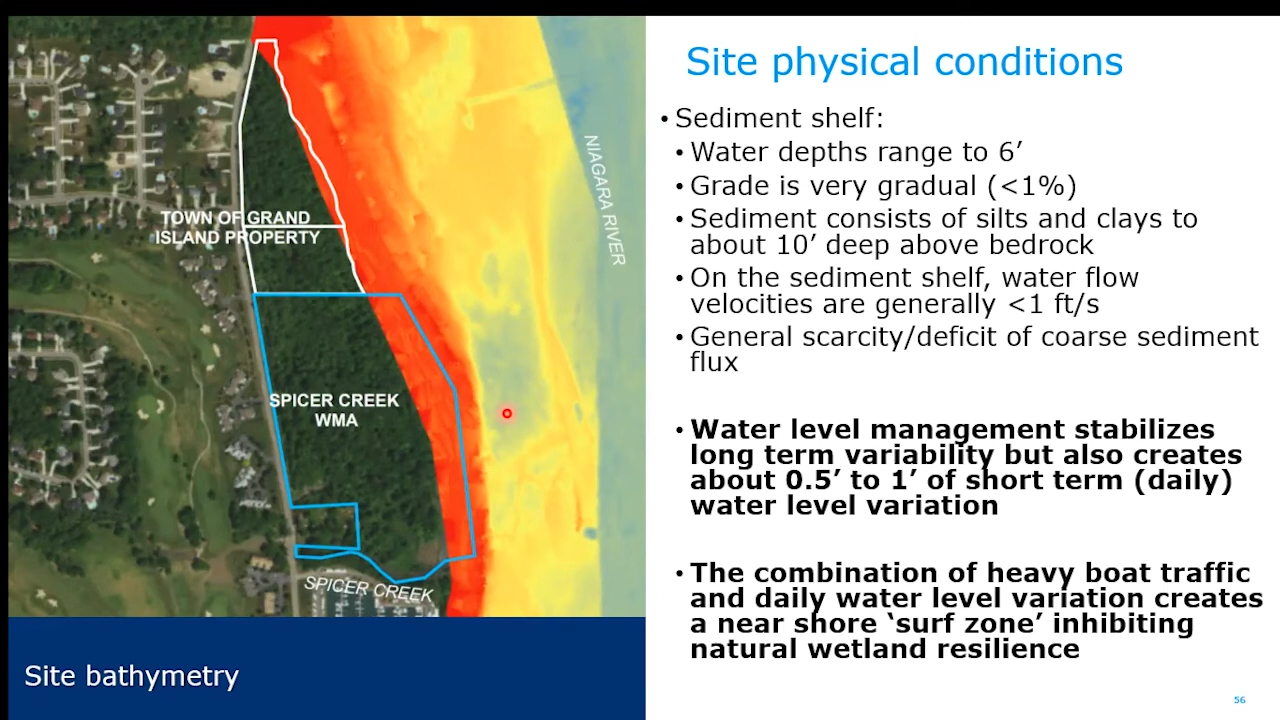 Site physical conditions
• Sediment shelf:
• Water depths range to 6’
• Grade is very gradual (<1%)
• Sediment consists of silts and clays to
about 10’ deep above bedrock
• On the sediment shelf, water flow
velocities are generally <1 ft/s
• General scarcity/deficit of coarse sediment
flux
• Water level management stabilizes
long term variability but also creates
about 0.5’ to 1’ of short term (daily)
water level variation
• The combination of heavy boat traffic
and daily water level variation creates
a near shore ‘surf zone’ inhibiting
natural wetland resilience
NIAGARA RIVER
TOWN OF GRAND
ISLAND PROPERTY
SPICER CREEK
WMA
SPICER CREEK
Site bathymetry
56